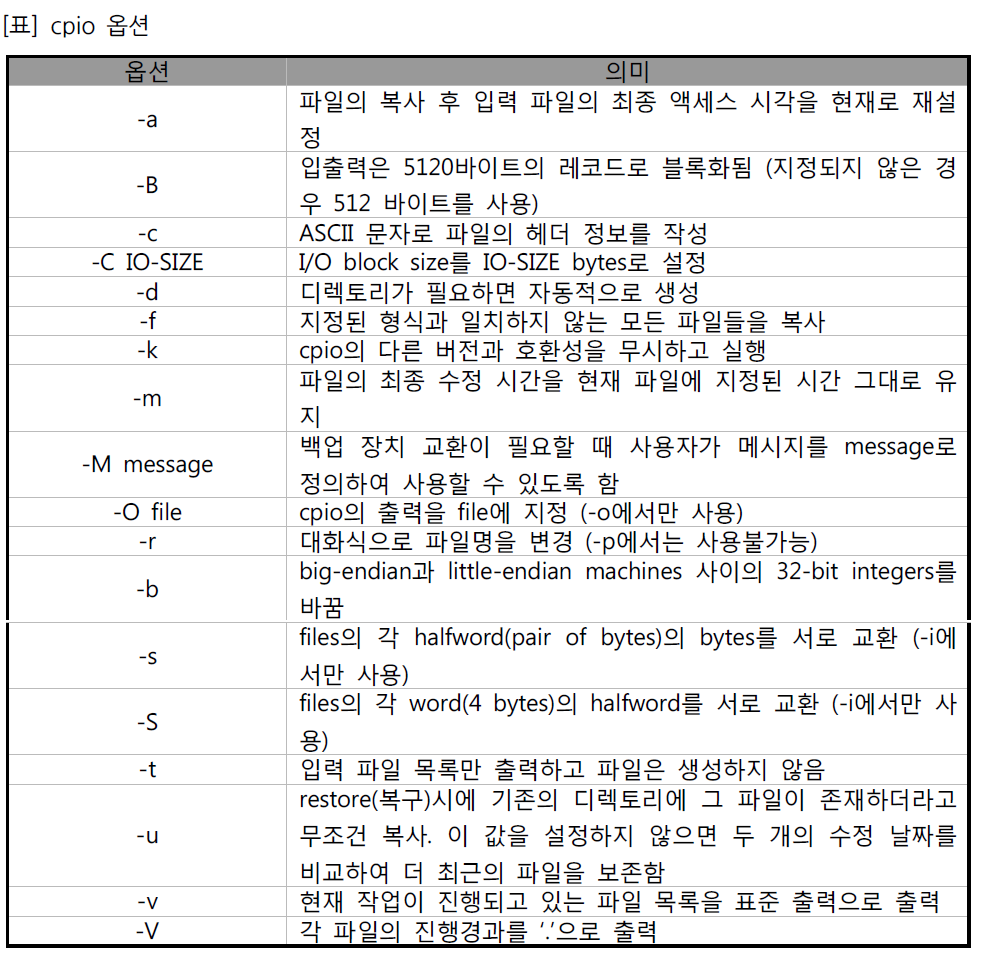 [표] cpio 옵션
옵션 의미
-a 파일의 복사 후 입력 파일의 최종 액세스 시각을 현재로 재설
정
-B 입출력은 5120바이트의 레코드로 블록화됨 (지정되지 않은 경
우 512 바이트를 사용)
-c ASCII 문자로 파일의 헤더 정보를 작성
-C IO-SIZE I/O block size를 IO-SIZE bytes로 설정
-d 디렉토리가 필요하면 자동적으로 생성
-f 지정된 형식과 일치하지 않는 모든 파일들을 복사
-k cpio의 다른 버전과 호환성을 무시하고 실행
-m 파일의 최종 수정 시간을 현재 파일에 지정된 시간 그대로 유
지
-M message 백업 장치 교환이 필요할 때 사용자가 메시지를 message로
정의하여 사용할 수 있도록 함
-O file cpio의 출력을 file에 지정 (-o에서만 사용)
-r 대화식으로 파일명을 변경 (-p에서는 사용불가능)
-b big-endian과 little-endian machines 사이의 32-bit integers를
바꿈
-s files의 각 halfword(pair of bytes)의 bytes를 서로 교환 (-i에
서만 사용)
-S files의 각 word(4 bytes)의 halfword를 서로 교환 (-i에서만 사
용)
-t 입력 파일 목록만 출력하고 파일은 생성하지 않음
-u restore(복구)시에 기존의 디렉토리에 그 파일이 존재하더라고
무조건 복사. 이 값을 설정하지 않으면 두 개의 수정 날짜를
비교하여 더 최근의 파일을 보존함
-v 현재 작업이 진행되고 있는 파일 목록을 표준 출력으로 출력
-V 각 파일의 진행경과를 ‘.’으로 출력